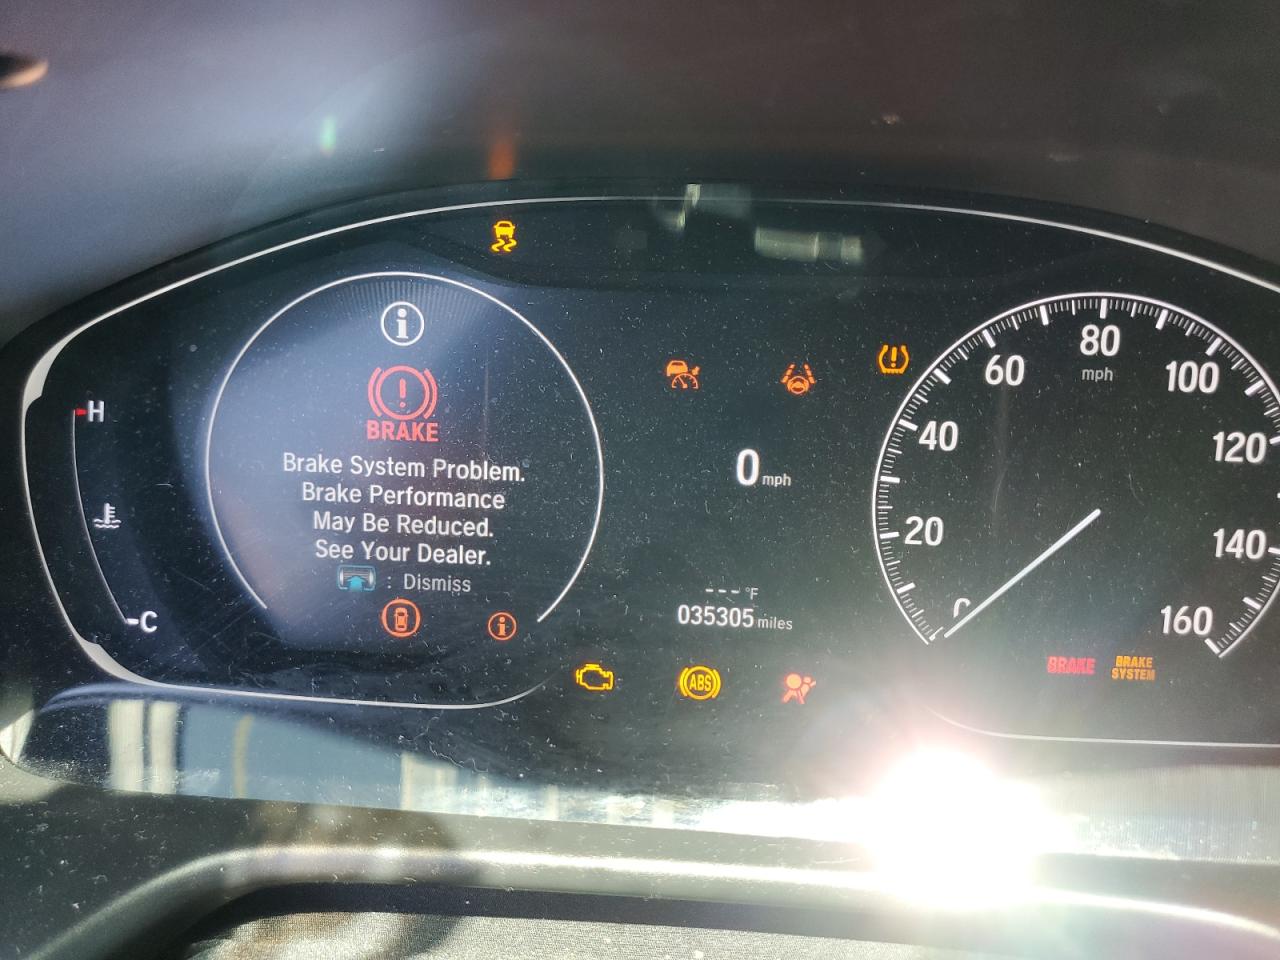 BRAKE
Brake System Problem.
Brake Performance
May Be Reduced.
See Your Dealer.
: Dismiss
H
C
0 mph
--- °F
035305 miles
ABS
20
40
60
80
mph
100
120
140
160
BRAKE
BRAKE
SYSTEM